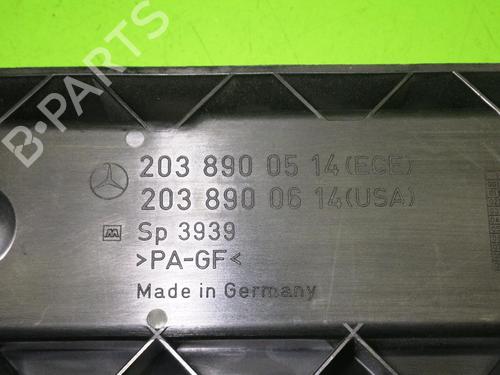 B-PARTS
203 890 05 14(ECE)
203 890 06 14(USA)
Sp 3939
>PA-GF<
Made in Germany